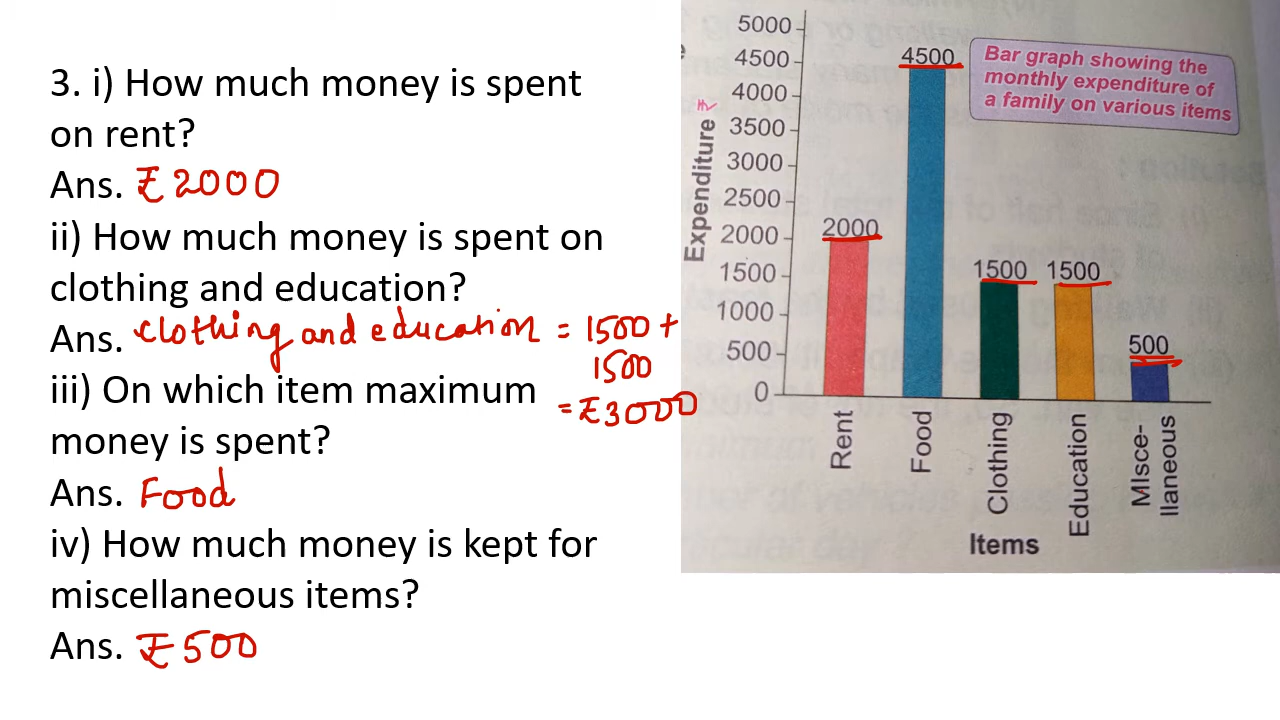 3. i) How much money is spent
on rent?
Ans. ₹2000
ii) How much money is spent on
clothing and education?
Ans. clothing and education = 1500 +
1500
= ₹3000
iii) On which item maximum
money is spent?
Ans. Food
iv) How much money is kept for
miscellaneous items?
Ans. ₹500
Bar graph showing the
monthly expenditure of
a family on various items
Expenditure ₹
5000
4500
4000
3500
3000
2500
2000
1500
1000
500
0
2000
4500
1500
1500
500
Rent
Food
Clothing
Education
MIsce-
llaneous
Items